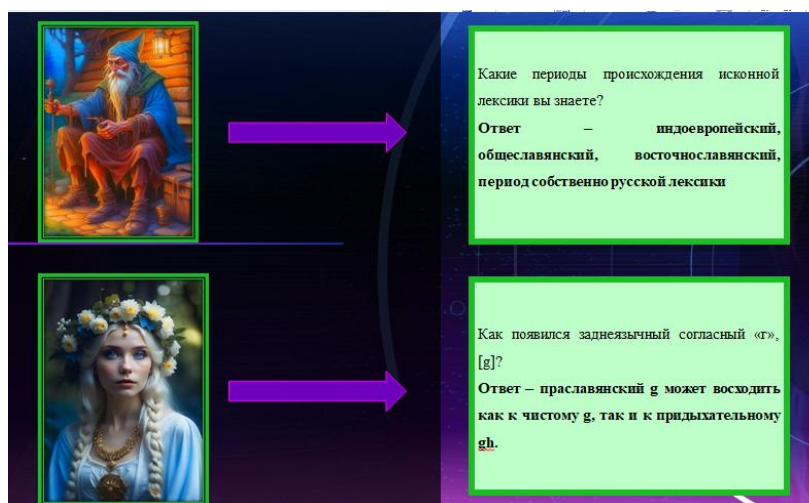 Какие периоды происхождения исконной
лексики вы знаете?
Ответ – индоевропейский,
общеславянский, восточнославянский,
период собственно русской лексики
Как появился заднеязычный согласный «г»,
[g]?
Ответ – праславянский g может восходить
как к чистому g, так и к придыхательному
gh.